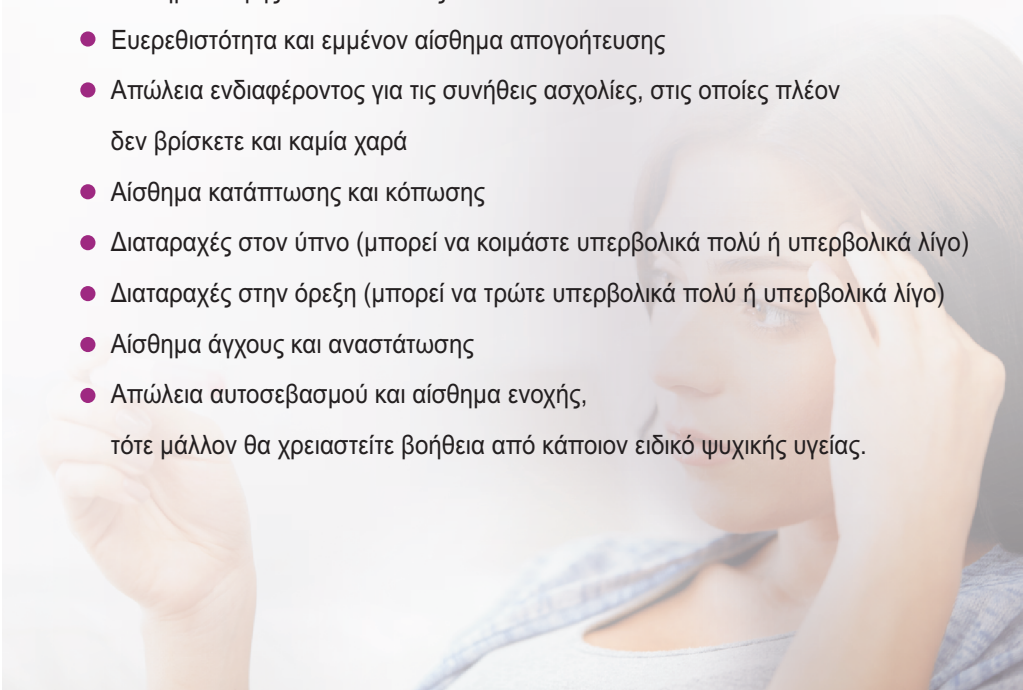 ● Ευερεθιστότητα και εμμένον αίσθημα απογοήτευσης
● Απώλεια ενδιαφέροντος για τις συνήθεις ασχολίες, στις οποίες πλέον
δεν βρίσκετε και καμία χαρά
● Αίσθημα κατάπτωσης και κόπωσης
● Διαταραχές στον ύπνο (μπορεί να κοιμάστε υπερβολικά πολύ ή υπερβολικά λίγο)
● Διαταραχές στην όρεξη (μπορεί να τρώτε υπερβολικά πολύ ή υπερβολικά λίγο)
● Αίσθημα άγχους και αναστάτωσης
● Απώλεια αυτοσεβασμού και αίσθημα ενοχής,
τότε μάλλον θα χρειαστείτε βοήθεια από κάποιον ειδικό ψυχικής υγείας.